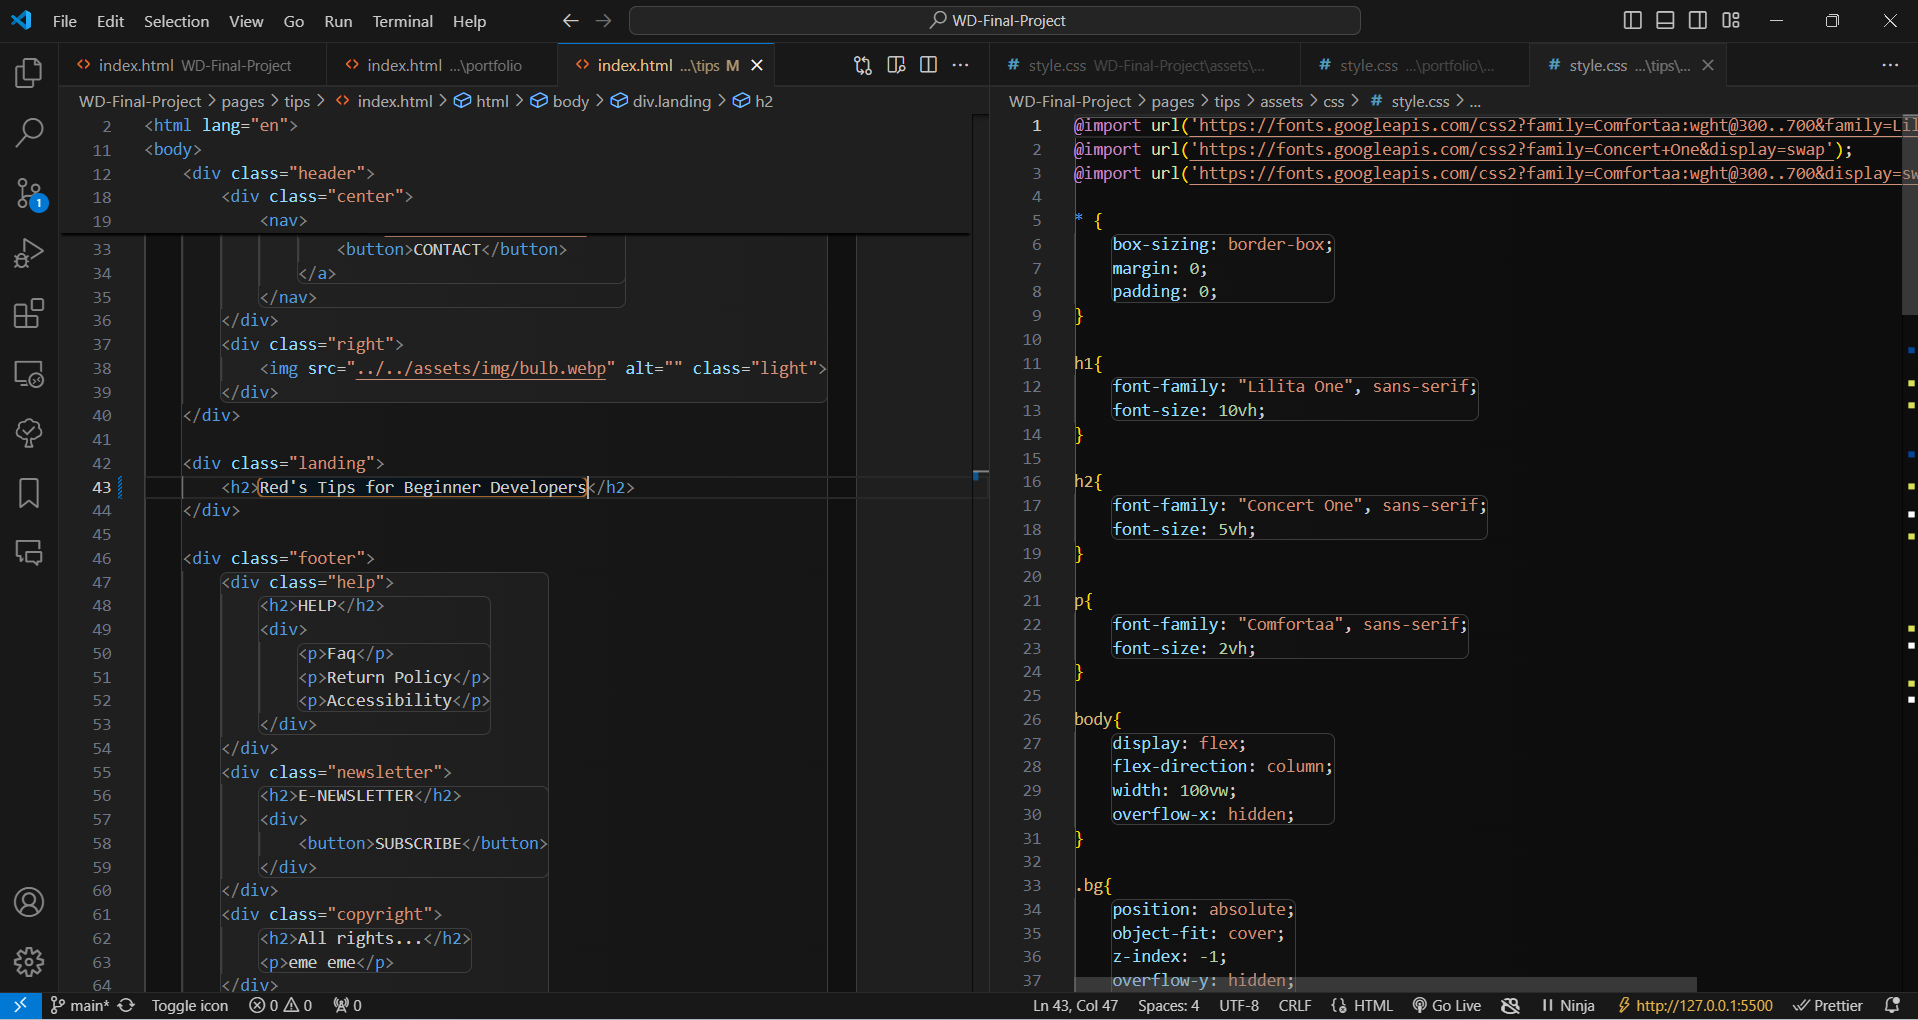 File Edit Selection View Go Run Terminal Help
WD-Final-Project
index.html WD-Final-Project
index.html ...\portfolio
index.html ...\tips M
WD-Final-Project > pages > tips > index.html > html > body > div.landing > h2
2 <html lang="en">
11 <body>
12 <div class="header">
18 <div class="center">
19 <nav>
33 <button>CONTACT</button>
34 </a>
35 </nav>
36 </div>
37 <div class="right">
38 <img src="../../assets/img/bulb.webp" alt="" class="light">
39 </div>
40 </div>
41
42 <div class="landing">
43 <h2>Red's Tips for Beginner Developers</h2>
44 </div>
45
46 <div class="footer">
47 <div class="help">
48 <h2>HELP</h2>
49 <div>
50 <p>Faq</p>
51 <p>Return Policy</p>
52 <p>Accessibility</p>
53 </div>
54 </div>
55 <div class="newsletter">
56 <h2>E-NEWSLETTER</h2>
57 <div>
58 <button>SUBSCRIBE</button>
59 </div>
60 </div>
61 <div class="copyright">
62 <h2>All rights...</h2>
63 <p>eme eme</p>
64 </div>
style.css WD-Final-Project\assets\...
style.css ...\portfolio\...
style.css ...\tips\...
WD-Final-Project > pages > tips > assets > css > # style.css > ...
1 @import url('https://fonts.googleapis.com/css2?family=Comfortaa:wght@300..700&family=Lil
2 @import url('https://fonts.googleapis.com/css2?family=Concert+One&display=swap');
3 @import url('https://fonts.googleapis.com/css2?family=Comfortaa:wght@300..700&display=sw
4
5 * {
6 box-sizing: border-box;
7 margin: 0;
8 padding: 0;
9 }
10
11 h1{
12 font-family: "Lilita One", sans-serif;
13 font-size: 10vh;
14 }
15
16 h2{
17 font-family: "Concert One", sans-serif;
18 font-size: 5vh;
19 }
20
21 p{
22 font-family: "Comfortaa", sans-serif;
23 font-size: 2vh;
24 }
25
26 body{
27 display: flex;
28 flex-direction: column;
29 width: 100vw;
30 overflow-x: hidden;
31 }
32
33 .bg{
34 position: absolute;
35 object-fit: cover;
36 z-index: -1;
37 overflow-y: hidden;
1
main* Toggle icon 0 0 0 Ln 43, Col 47 Spaces: 4 UTF-8 CRLF HTML Go Live Ninja http://127.0.0.1:5500 Prettier